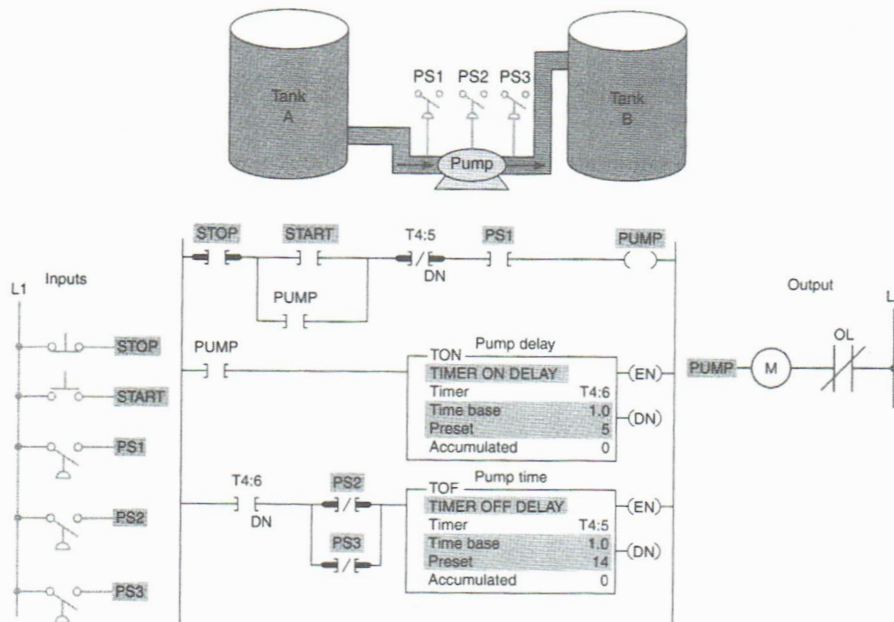 PS1 PS2 PS3
Tank
A
Tank
B
Pump
STOP START T4:5 PS1 PUMP
DN
L1 Inputs
PUMP
Output L
STOP
START
PS1
PS2
PS3
PUMP
Pump delay
TON
TIMER ON DELAY (EN)
Timer T4:6
Time base 1.0 (DN)
Preset 5
Accumulated 0
PUMP M OL
T4:6 PS2
DN
PS3
Pump time
TOF
TIMER OFF DELAY (EN)
Timer T4:5
Time base 1.0 (DN)
Preset 14
Accumulated 0